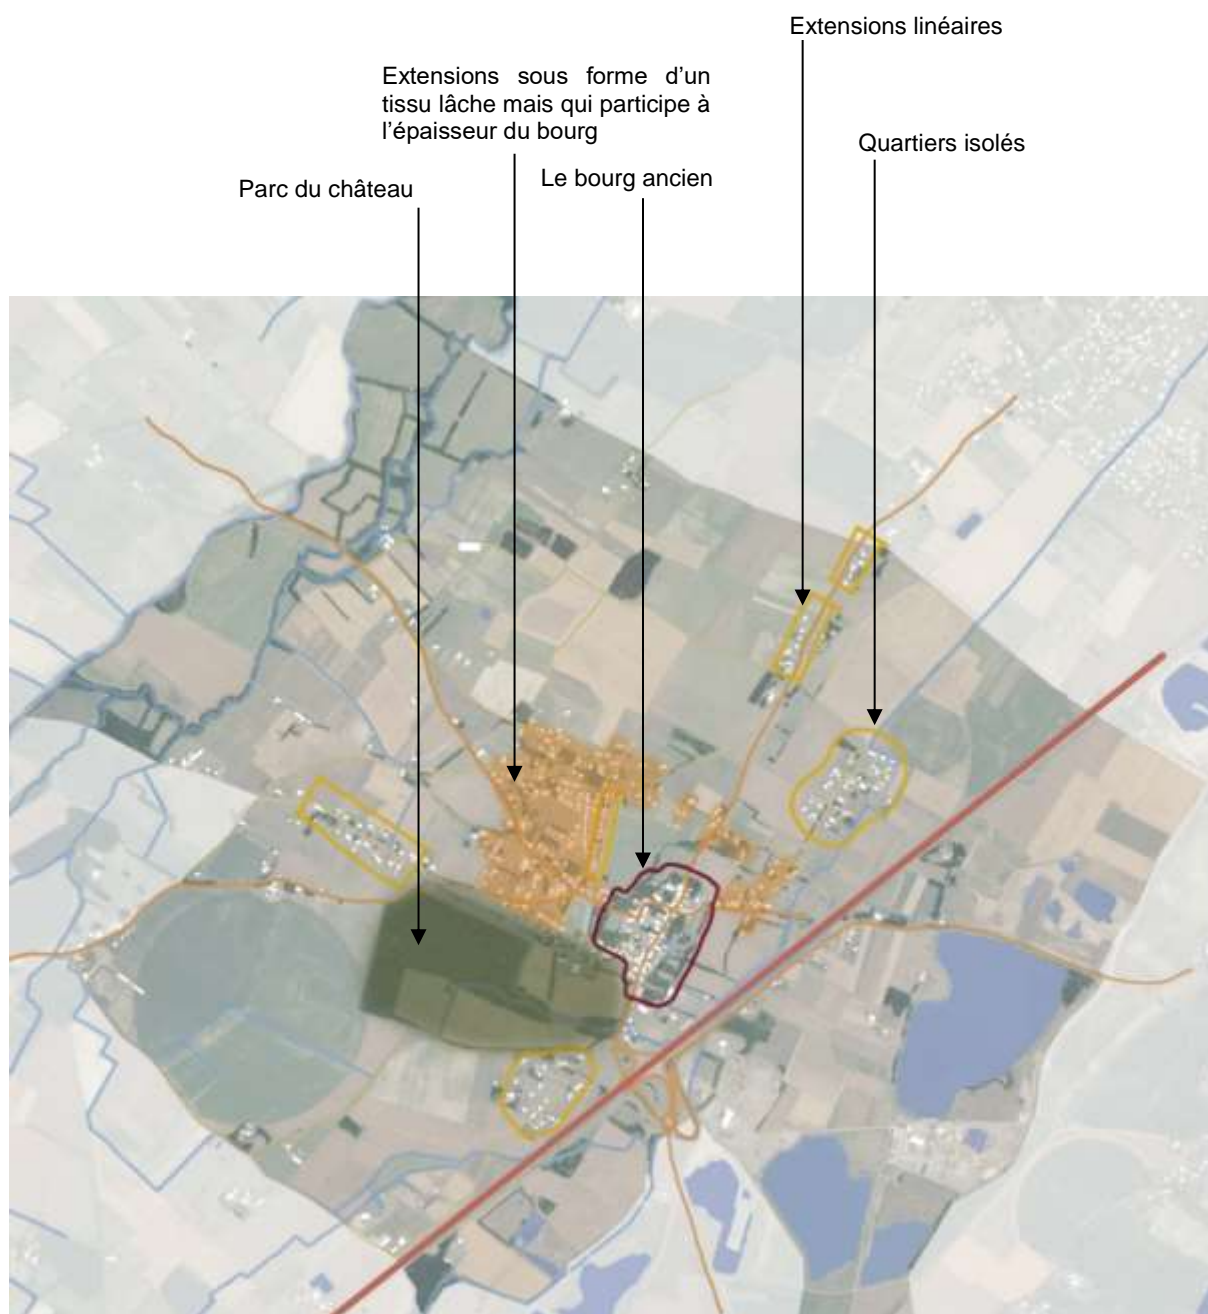 Extensions linéaires
Extensions sous forme d'un
tissu lâche mais qui participe à
l'épaisseur du bourg
Quartiers isolés
Le bourg ancien
Parc du château